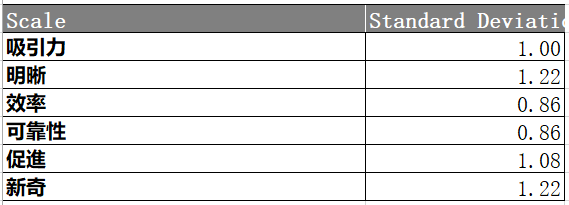 Scale Standard Deviatio
吸引力 1.00
明晰 1.22
效率 0.86
可靠性 0.86
促進 1.08
新奇 1.22